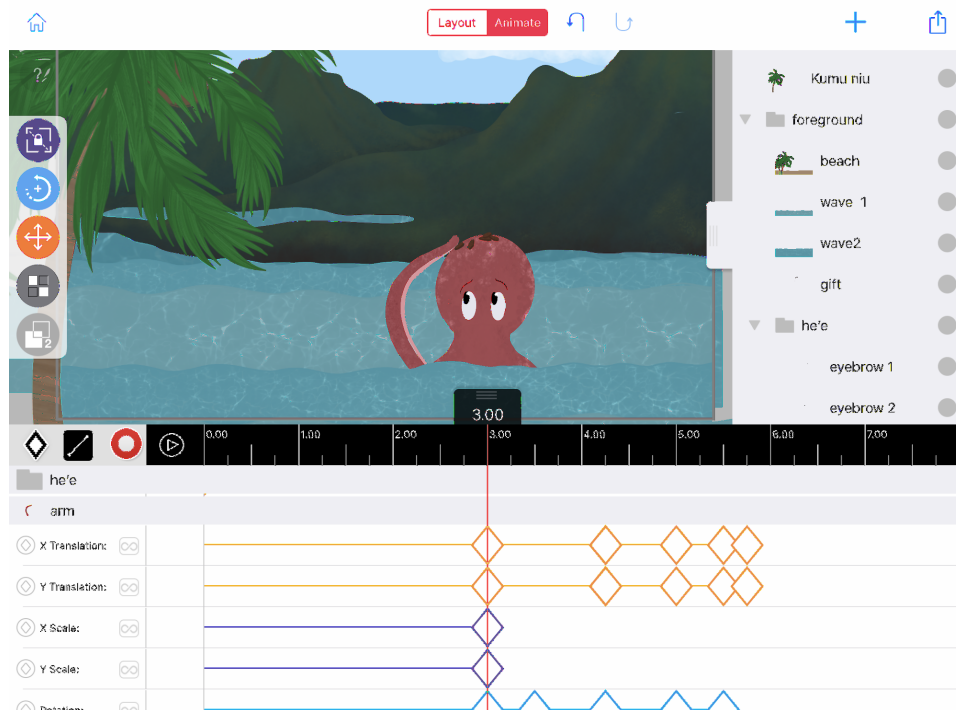 Layout Animate
?/
Kumu niu
foreground
beach
wave 1
wave2
gift
he'e
eyebrow 1
eyebrow 2
2
3.00
0.00 1.00 2.00 3.00 4.00 5.00 6.00 7.00
he'e
arm
X Translation:
Y Translation:
X Scale:
Y Scale:
Rotation: